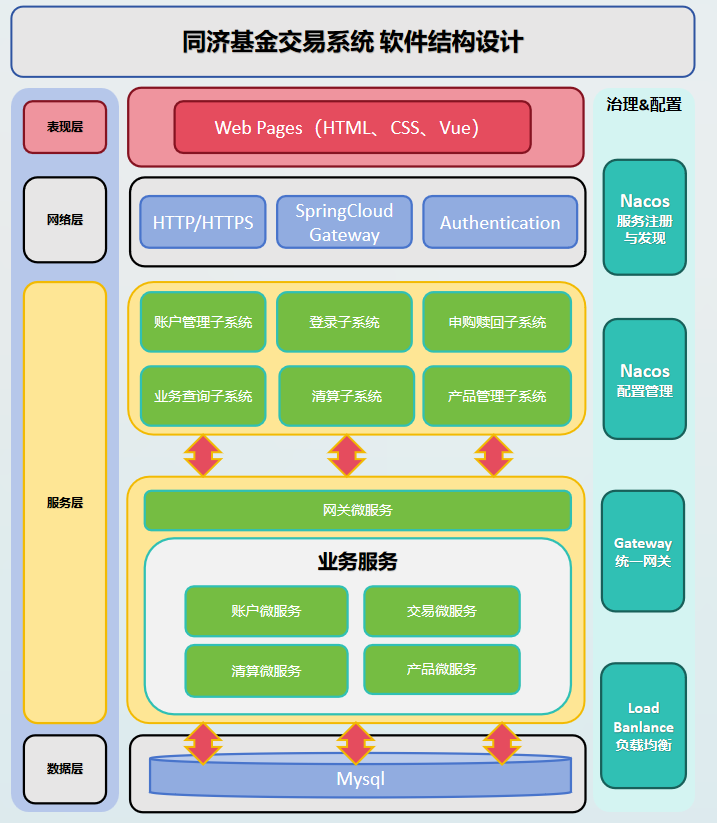 同济基金交易系统 软件结构设计
表现层
Web Pages（HTML、CSS、Vue）
网络层
HTTP/HTTPS
SpringCloud
Gateway
Authentication
服务层
账户管理子系统
登录子系统
申购赎回子系统
业务查询子系统
清算子系统
产品管理子系统
网关微服务
业务服务
账户微服务
交易微服务
清算微服务
产品微服务
数据层
Mysql
治理&配置
Nacos
服务注册
与发现
Nacos
配置管理
Gateway
统一网关
Load
Banlance
负载均衡